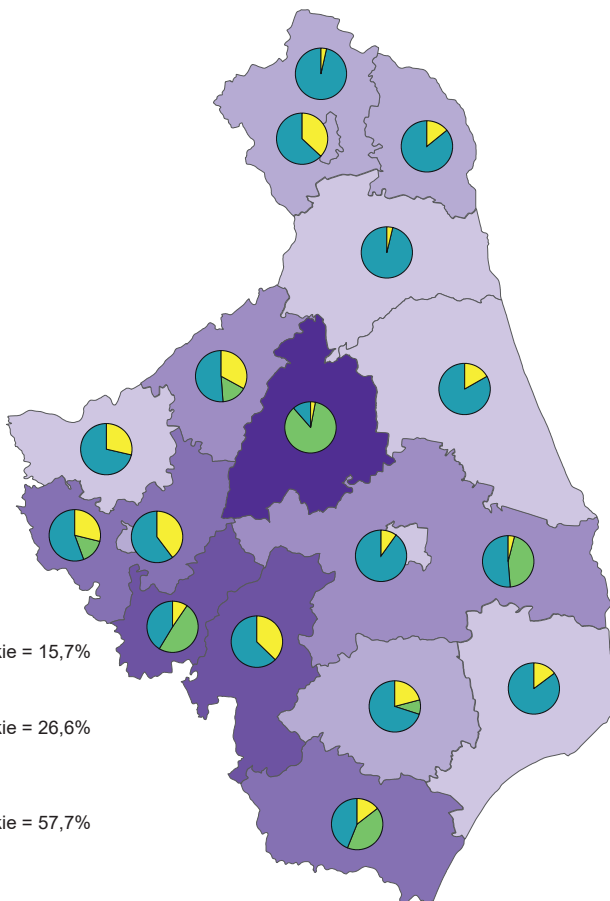 kie = 15,7%
kie = 26,6%
kie = 57,7%